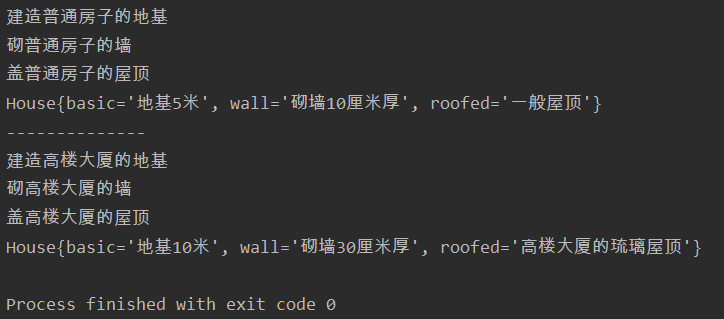 建造普通房子的地基
砌普通房子的墙
盖普通房子的屋顶
House{basic='地基5米', wall='砌墙10厘米厚', roofed='一般屋顶'}
--------------
建造高楼大厦的地基
砌高楼大厦的墙
盖高楼大厦的屋顶
House{basic='地基10米', wall='砌墙30厘米厚', roofed='高楼大厦的琉璃屋顶'}
Process finished with exit code 0